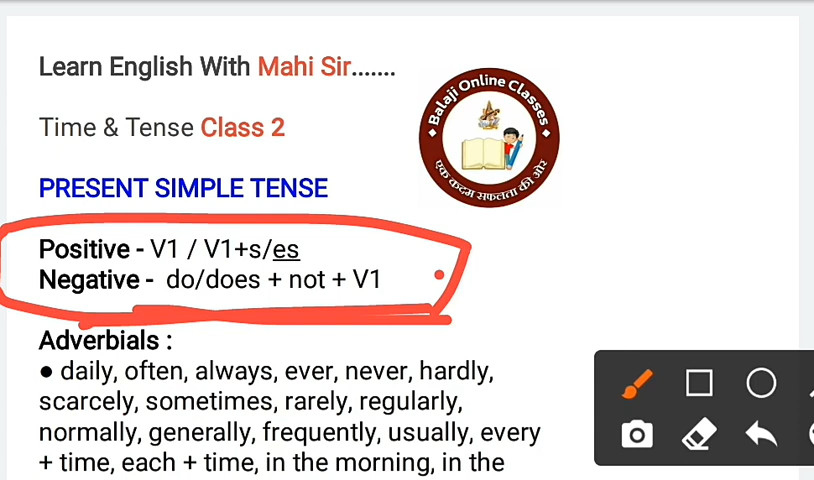 Learn English With Mahi Sir.......
Balaji Online Classes
एक कदम सफलता की ओर
Time & Tense Class 2
PRESENT SIMPLE TENSE
Positive - V1 / V1+s/es
Negative - do/does + not + V1
Adverbials :
● daily, often, always, ever, never, hardly,
scarcely, sometimes, rarely, regularly,
normally, generally, frequently, usually, every
+ time, each + time, in the morning, in the